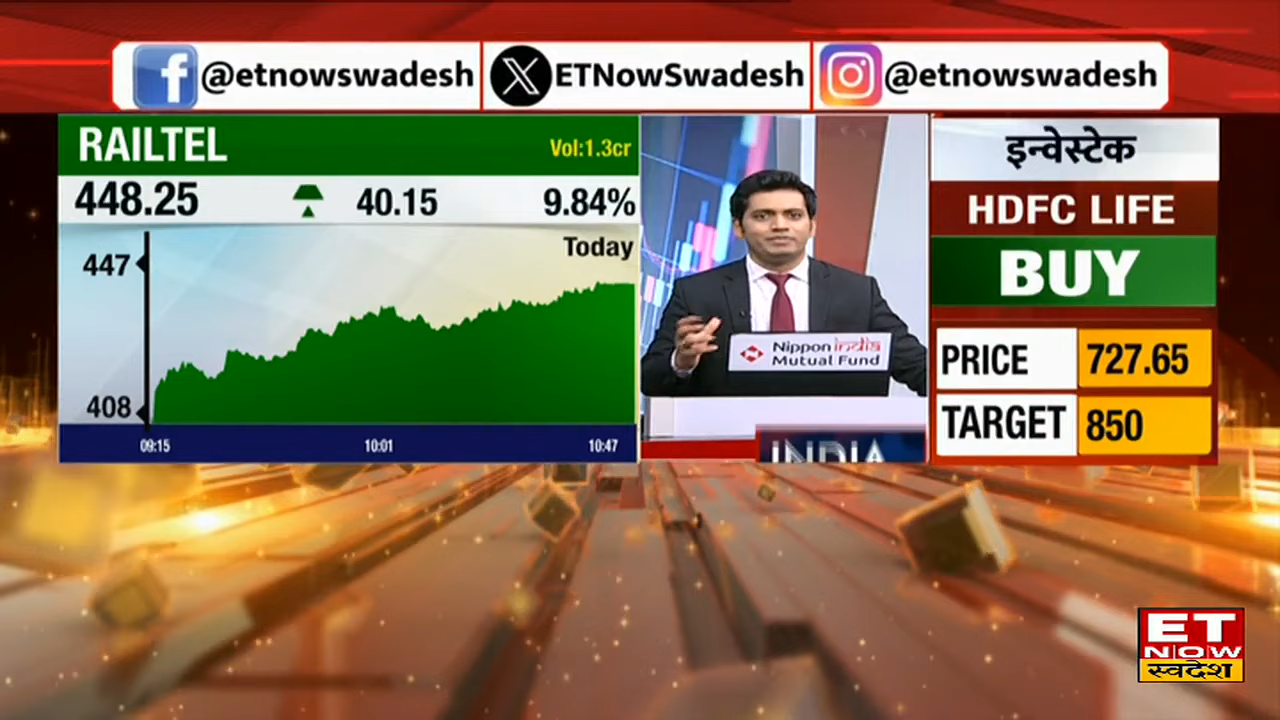 @etnowswadesh
ETNowSwadesh
@etnowswadesh
RAILTEL
Vol:1.3cr
448.25 40.15 9.84%
Today
447
408
09:15 10:01 10:47
Nippon india
Mutual Fund
INDIA
इन्वेस्टेक
HDFC LIFE
BUY
PRICE 727.65
TARGET 850
ET
NOW
स्वदेश